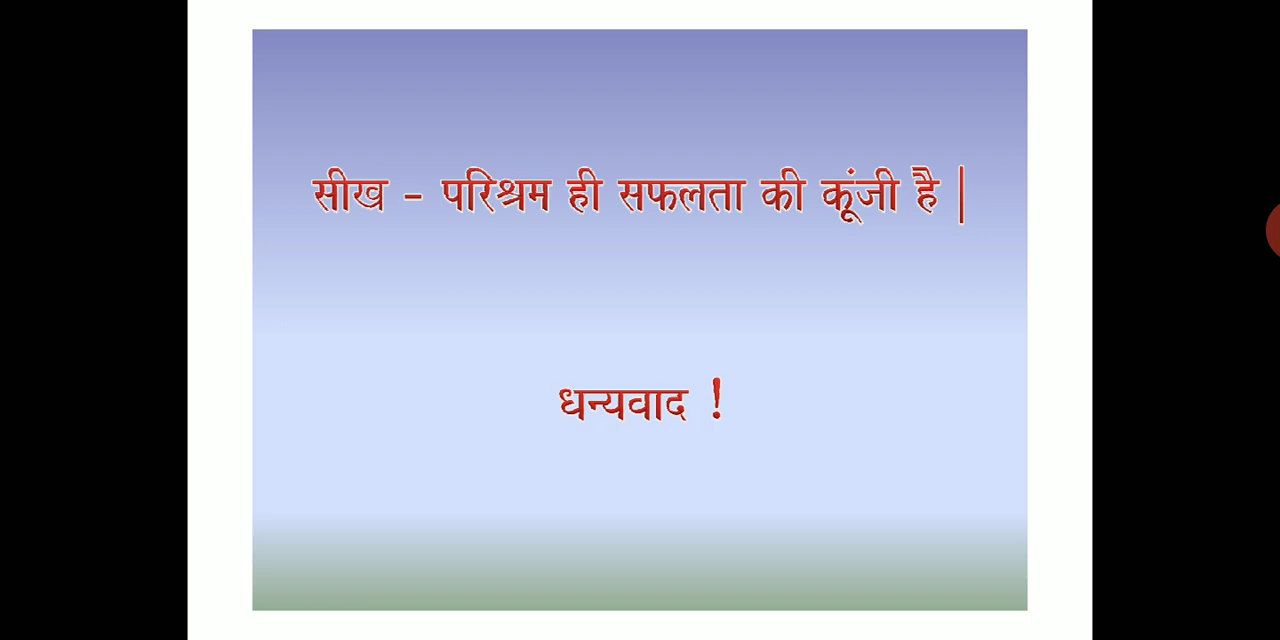 सीख - परिश्रम ही सफलता की कूंजी है |
धन्यवाद !